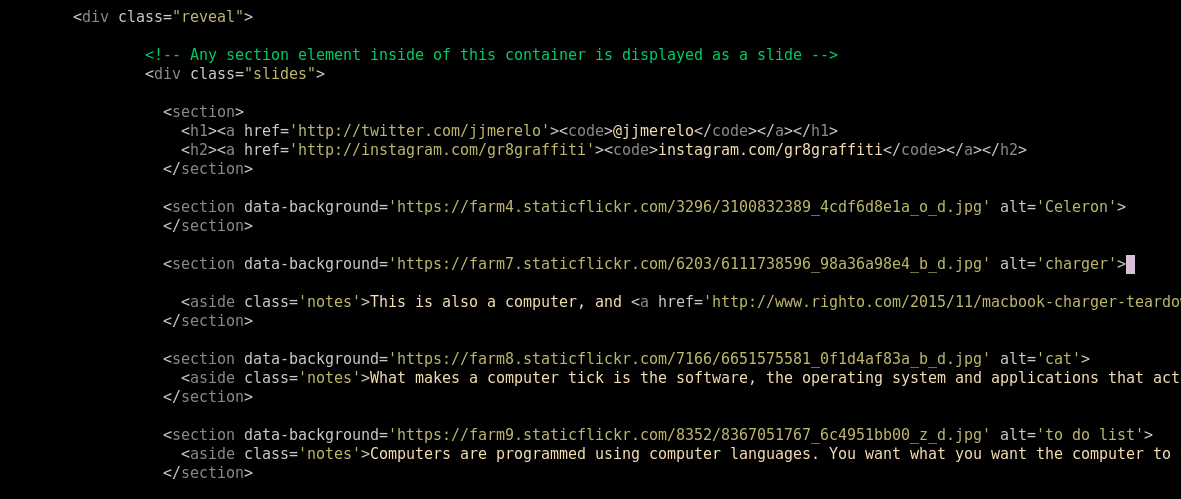 <div class="reveal">
<!-- Any section element inside of this container is displayed as a slide -->
<div class="slides">
<section>
<h1><a href='http://twitter.com/jjmerelo'><code>@jjmerelo</code></a></h1>
<h2><a href='http://instagram.com/gr8graffiti'><code>instagram.com/gr8graffiti</code></a></h2>
</section>
<section data-background='https://farm4.staticflickr.com/3296/3100832389_4cdf6d8e1a_o_d.jpg' alt='Celeron'>
</section>
<section data-background='https://farm7.staticflickr.com/6203/6111738596_98a36a98e4_b_d.jpg' alt='charger'>
<aside class='notes'>This is also a computer, and <a href='http://www.righto.com/2015/11/macbook-charger-teardow
</section>
<section data-background='https://farm8.staticflickr.com/7166/6651575581_0f1d4af83a_b_d.jpg' alt='cat'>
<aside class='notes'>What makes a computer tick is the software, the operating system and applications that act
</section>
<section data-background='https://farm9.staticflickr.com/8352/8367051767_6c4951bb00_z_d.jpg' alt='to do list'>
<aside class='notes'>Computers are programmed using computer languages. You want what you want the computer to
</section>